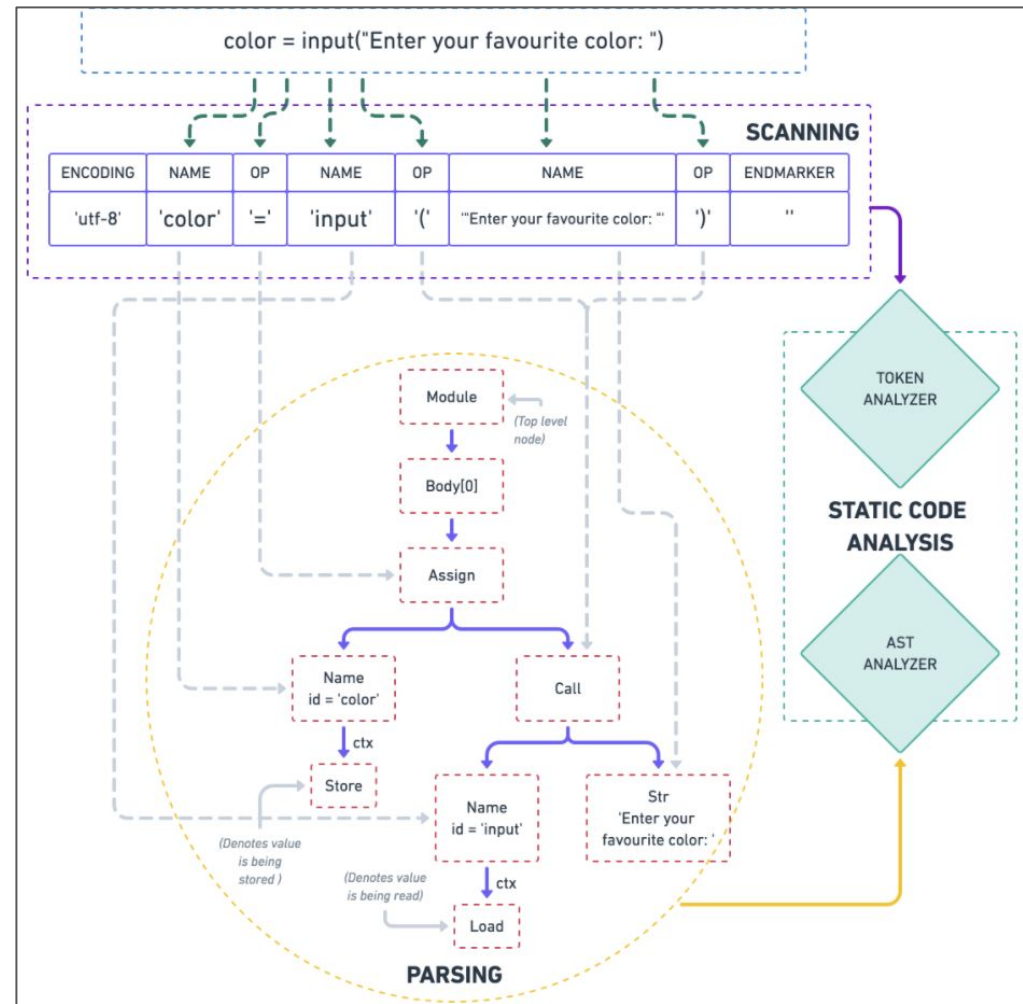 color = input("Enter your favourite color: ")
SCANNING
ENCODING NAME OP NAME OP NAME OP ENDMARKER
'utf-8' 'color' '=' 'input' '(' '"Enter your favourite color: "' ')' ''
TOKEN
ANALYZER
STATIC CODE
ANALYSIS
AST
ANALYZER
Module
(Top level
node)
Body[0]
Assign
Name
id = 'color'
Call
ctx
Store
Name
id = 'input'
Str
'Enter your
favourite color: '
(Denotes value
is being
stored )
(Denotes value
is being read)
ctx
Load
PARSING